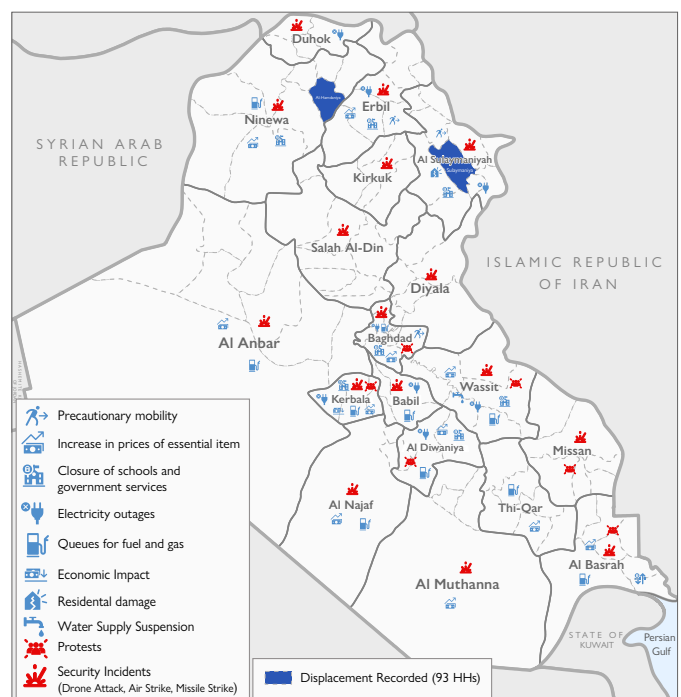 Duhok
Al Hamdaniya
Erbil
Ninewa
SYRIAN ARAB
REPUBLIC
Al Sulaymaniyah
Sulaymaniya
Kirkuk
Salah Al-Din
ISLAMIC REPUBLIC
OF IRAN
Diyala
Baghdad
Al Anbar
Wassit
Kerbala
Babil
Al Diwaniya
Missan
Al Najaf
Thi-Qar
Al Basrah
Al Muthanna
STATE OF
KUWAIT
Persian
Gulf
Precautionary mobility
Increase in prices of essential item
Closure of schools and
government services
Electricity outages
Queues for fuel and gas
Economic Impact
Residental damage
Water Supply Suspension
Protests
Security Incidents
(Drone Attack, Air Strike, Missile Strike)
Displacement Recorded (93 HHs)